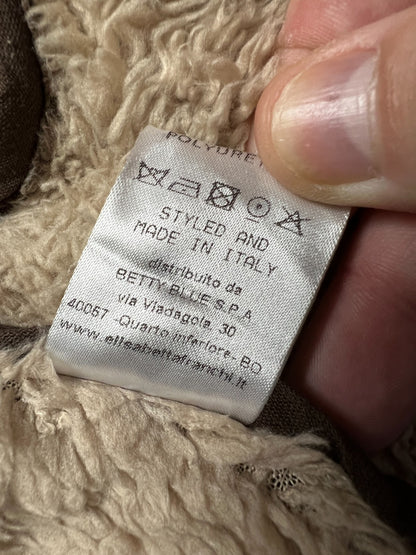 STYLED AND
MADE IN ITALY
distribuito da
BETTY BLUE S.P.A
via Viadagola, 30
40057 -Quarto inferiore- BO
www.elisabettafranchi.it